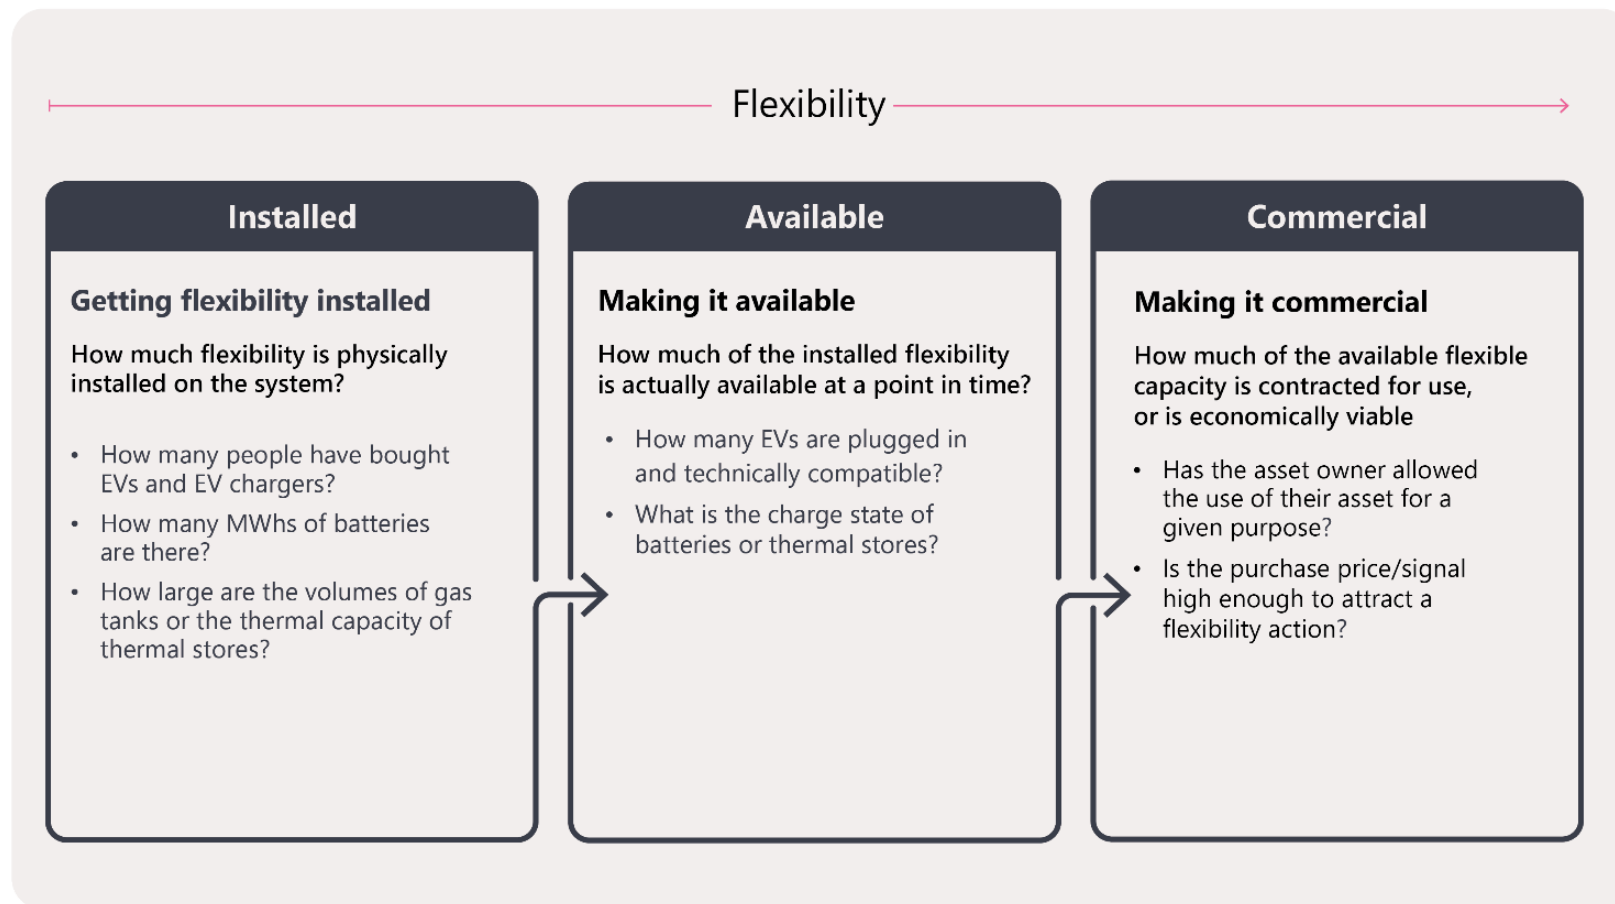 Flexibility
Installed
Getting flexibility installed
How much flexibility is physically
installed on the system?
• How many people have bought
EVs and EV chargers?
• How many MWhs of batteries
are there?
• How large are the volumes of gas
tanks or the thermal capacity of
thermal stores?
Available
Making it available
How much of the installed flexibility
is actually available at a point in time?
• How many EVs are plugged in
and technically compatible?
• What is the charge state of
batteries or thermal stores?
Commercial
Making it commercial
How much of the available flexible
capacity is contracted for use,
or is economically viable
• Has the asset owner allowed
the use of their asset for a
given purpose?
• Is the purchase price/signal
high enough to attract a
flexibility action?